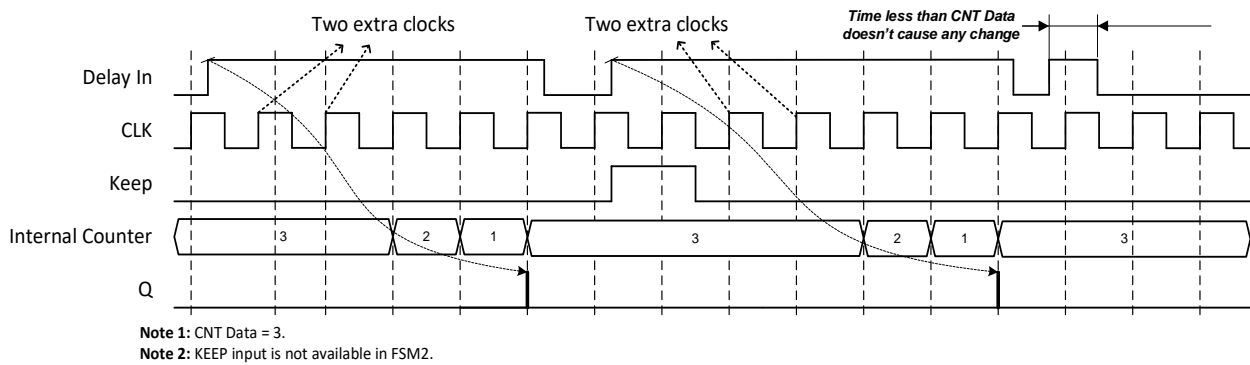 Two extra clocks
Two extra clocks
Time less than CNT Data
doesn't cause any change
Delay In
CLK
Keep
Internal Counter
3
2
1
3
2
1
3
Q
Note 1: CNT Data = 3.
Note 2: KEEP input is not available in FSM2.